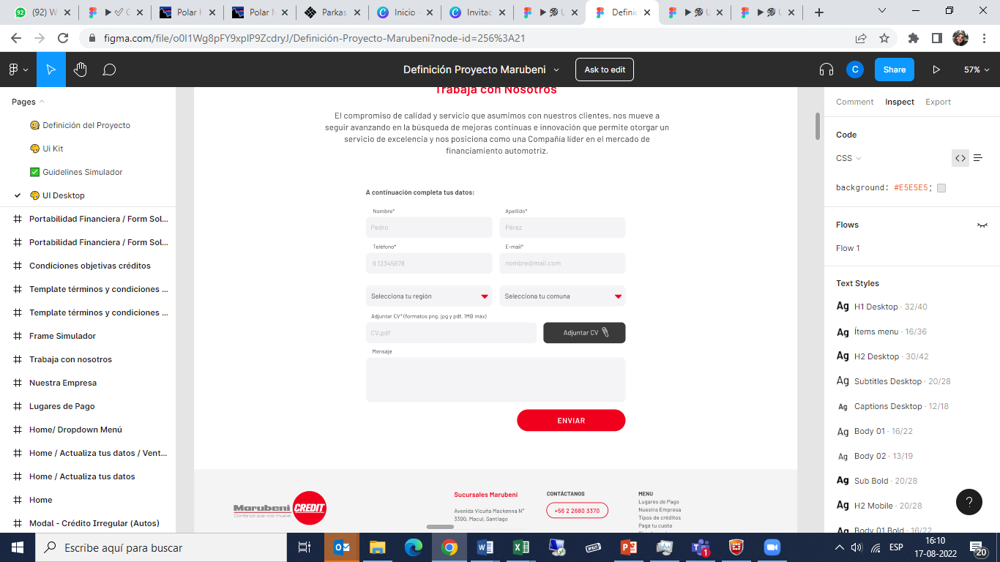 (92) W
G
Polar H
Polar M
Parkas
Inicio -
Invitac
U
Definic
U
U
figma.com/file/o0I1Wg8pFY9xpIP9ZcdryJ/Definición-Proyecto-Marubeni?node-id=256%3A21
Definición Proyecto Marubeni
Ask to edit
C
Share
57%
Pages
Definición del Proyecto
Ui Kit
Guidelines Simulador
UI Desktop
Portabilidad Financiera / Form Sol...
Portabilidad Financiera / Form Sol...
Condiciones objetivas créditos
Template términos y condiciones ...
Template términos y condiciones ...
Frame Simulador
Trabaja con nosotros
Nuestra Empresa
Lugares de Pago
Home/ Dropdown Menú
Home / Actualiza tus datos / Vent...
Home / Actualiza tus datos
Home
Modal - Crédito Irregular (Autos)
Trabaja con Nosotros
El compromiso de calidad y servicio que asumimos con nuestros clientes, nos mueve a
seguir avanzando en la búsqueda de mejoras continuas e innovación que permite otorgar un
servicio de excelencia y nos posiciona como una Compañía líder en el mercado de
financiamiento automotriz.
A continuación completa tus datos:
Nombre*
Apellido*
Pedro
Perez
Teléfono*
E-mail*
9 12345678
nombre@mail.com
Selecciona tu región
Selecciona tu comuna
Adjuntar CV* (formatos png, jpg y pdf. 1MB máx)
CV.pdf
Adjuntar CV
Mensaje
ENVIAR
Marubeni CREDIT
Confianza que nos mueve
Sucursales Marubeni
Avenida Vicuña Mackenna N°
3300, Macul, Santiago
CONTÁCTANOS
+56 2 2680 3370
MENU
Lugares de Pago
Nuestra Empresa
Tipos de créditos
Paga tu cuota
Comment
Inspect
Export
Code
CSS
background: #E5E5E5;
Flows
Flow 1
Text Styles
Ag H1 Desktop · 32/40
Ag Ítems menu · 16/36
Ag H2 Desktop · 30/42
Ag Subtitles Desktop · 20/28
Ag Captions Desktop · 12/18
Ag Body 01 · 16/22
Ag Body 02 · 13/19
Ag Sub Bold · 20/28
Ag H2 Mobile · 20/28
Ag Body 01 Bold · 16/22
?
Escribe aquí para buscar
ESP
16:10
17-08-2022
20